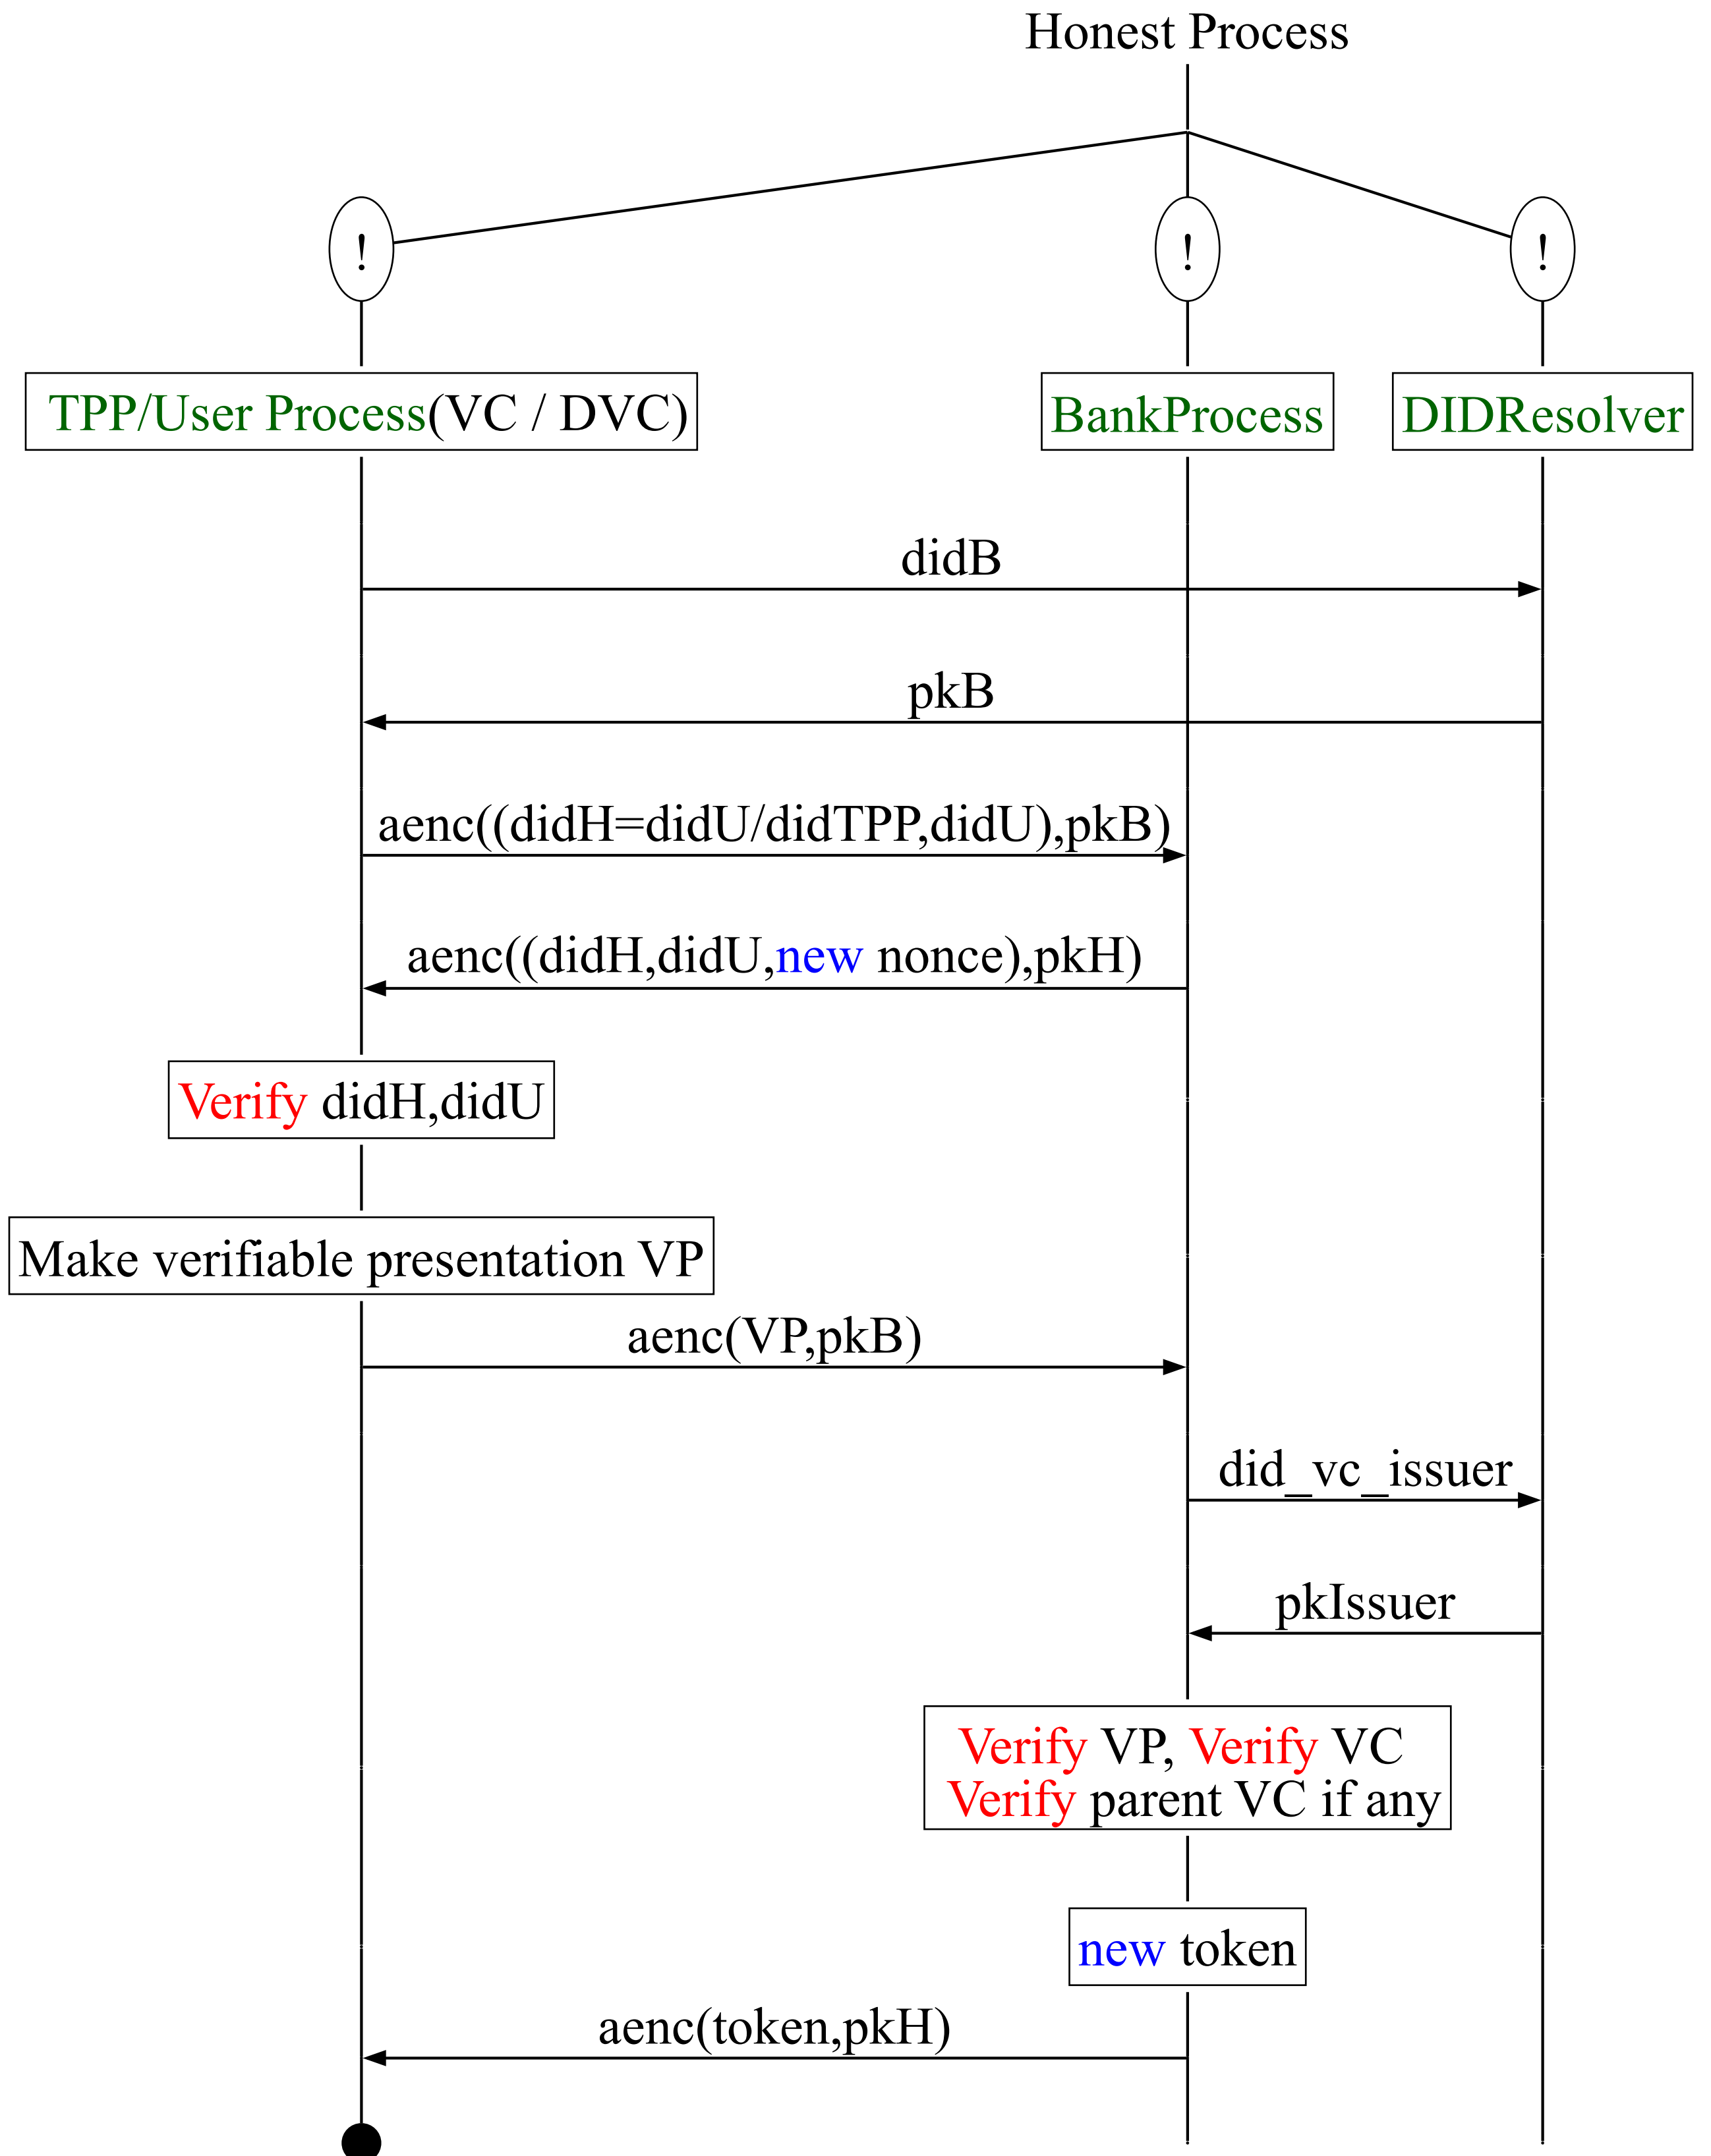 Honest Process
! ! !
TPP/User Process(VC / DVC) BankProcess DIDResolver
didB
pkB
aenc((didH=didU/didTPP,didU),pkB)
aenc((didH,didU,new nonce),pkH)
Verify didH,didU
Make verifiable presentation VP
aenc(VP,pkB)
did_vc_issuer
pkIssuer
Verify VP, Verify VC
Verify parent VC if any
new token
aenc(token,pkH)